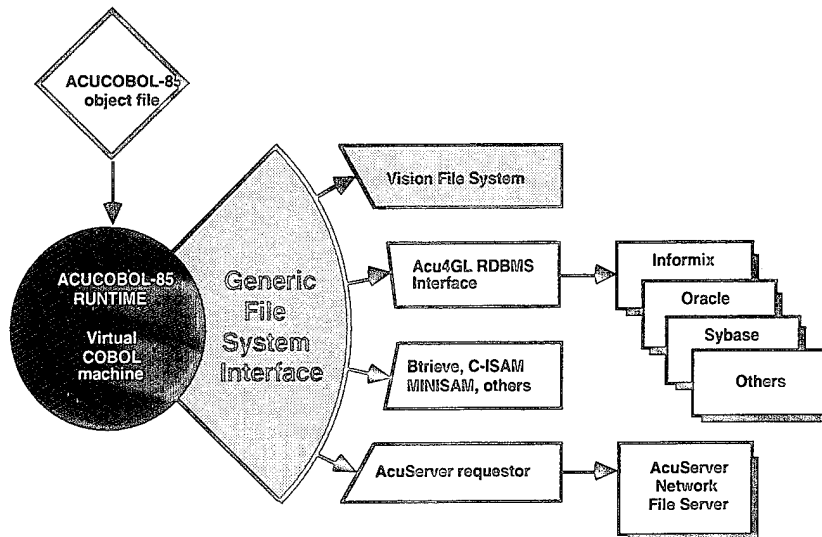 ACUCOBOL-85
object file
ACUCOBOL-85
RUNTIME
Virtual
COBOL
machine
Generic
File
System
Interface
Vision File System
Acu4GL RDBMS
Interface
Informix
Oracle
Sybase
Others
Btrieve, C-ISAM
MINISAM, others
AcuServer requestor
AcuServer
Network
File Server